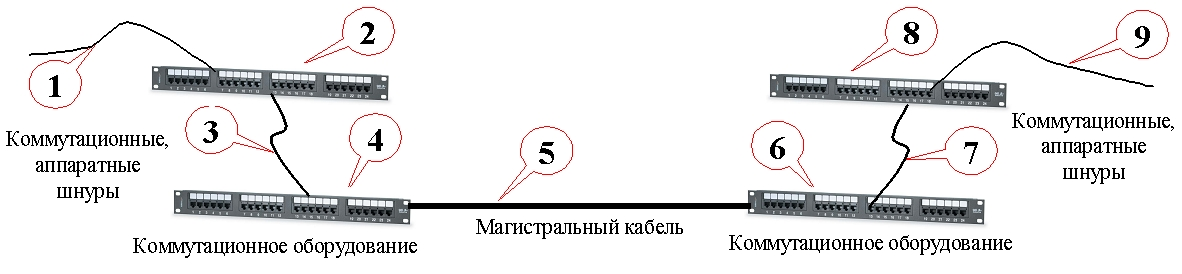 1
2
3
4
5
6
7
8
9
Коммутационные,
аппаратные
шнуры
Коммутационное оборудование
Магистральный кабель
Коммутационное оборудование
Коммутационные,
аппаратные
шнуры